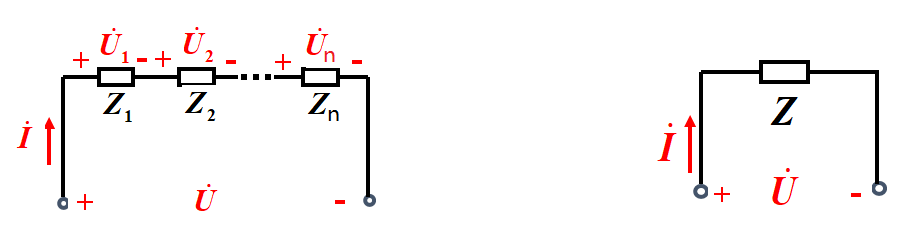 + U̇1 - + U̇2 - + U̇n -
Z1 Z2 Zn
İ
+ U̇ -
Z
İ
+ U̇ -